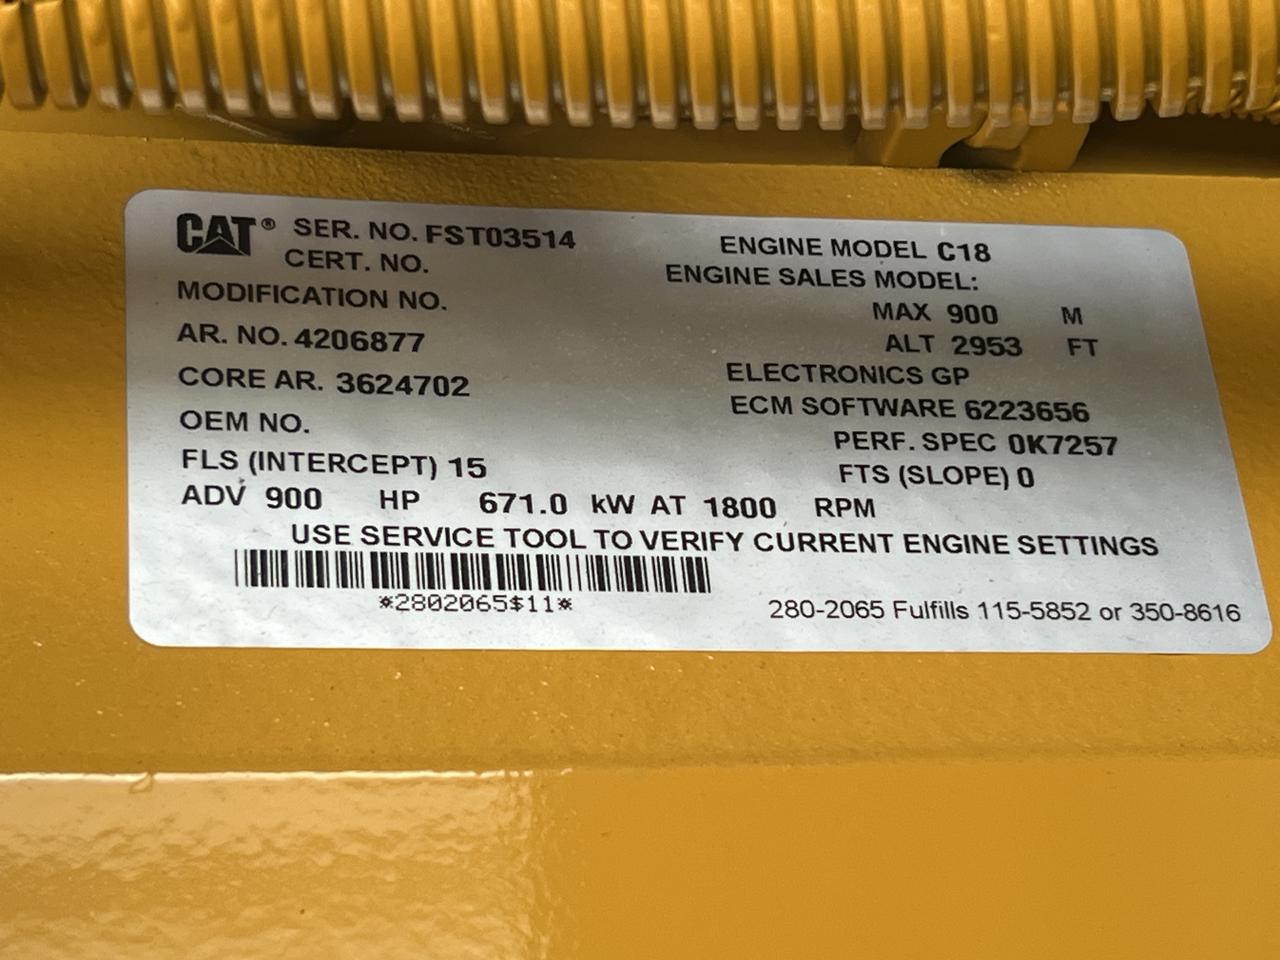 CAT® SER. NO. FST03514
CERT. NO.
MODIFICATION NO.
AR. NO. 4206877
CORE AR. 3624702
OEM NO.
FLS (INTERCEPT) 15
ENGINE MODEL C18
ENGINE SALES MODEL:
MAX 900 M
ALT 2953 FT
ELECTRONICS GP
ECM SOFTWARE 6223656
PERF. SPEC 0K7257
FTS (SLOPE) 0
ADV 900 HP 671.0 kW AT 1800 RPM
USE SERVICE TOOL TO VERIFY CURRENT ENGINE SETTINGS
*2802065$11*
280-2065 Fulfills 115-5852 or 350-8616